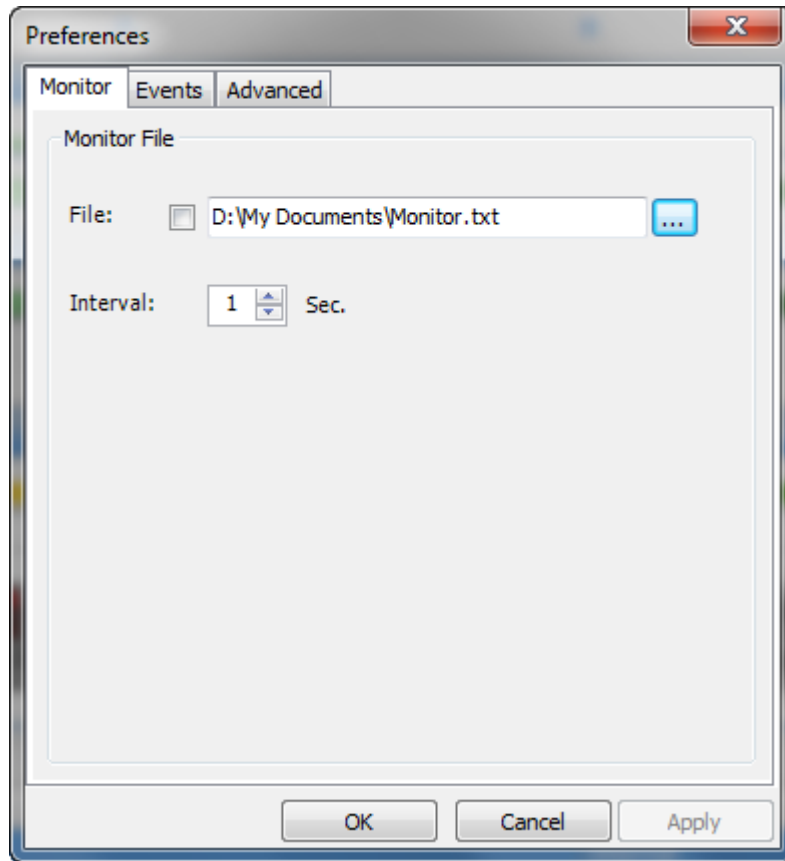 Preferences
Monitor Events Advanced
Monitor File
File: D:\My Documents\Monitor.txt ...
Interval: 1 Sec.
OK Cancel Apply